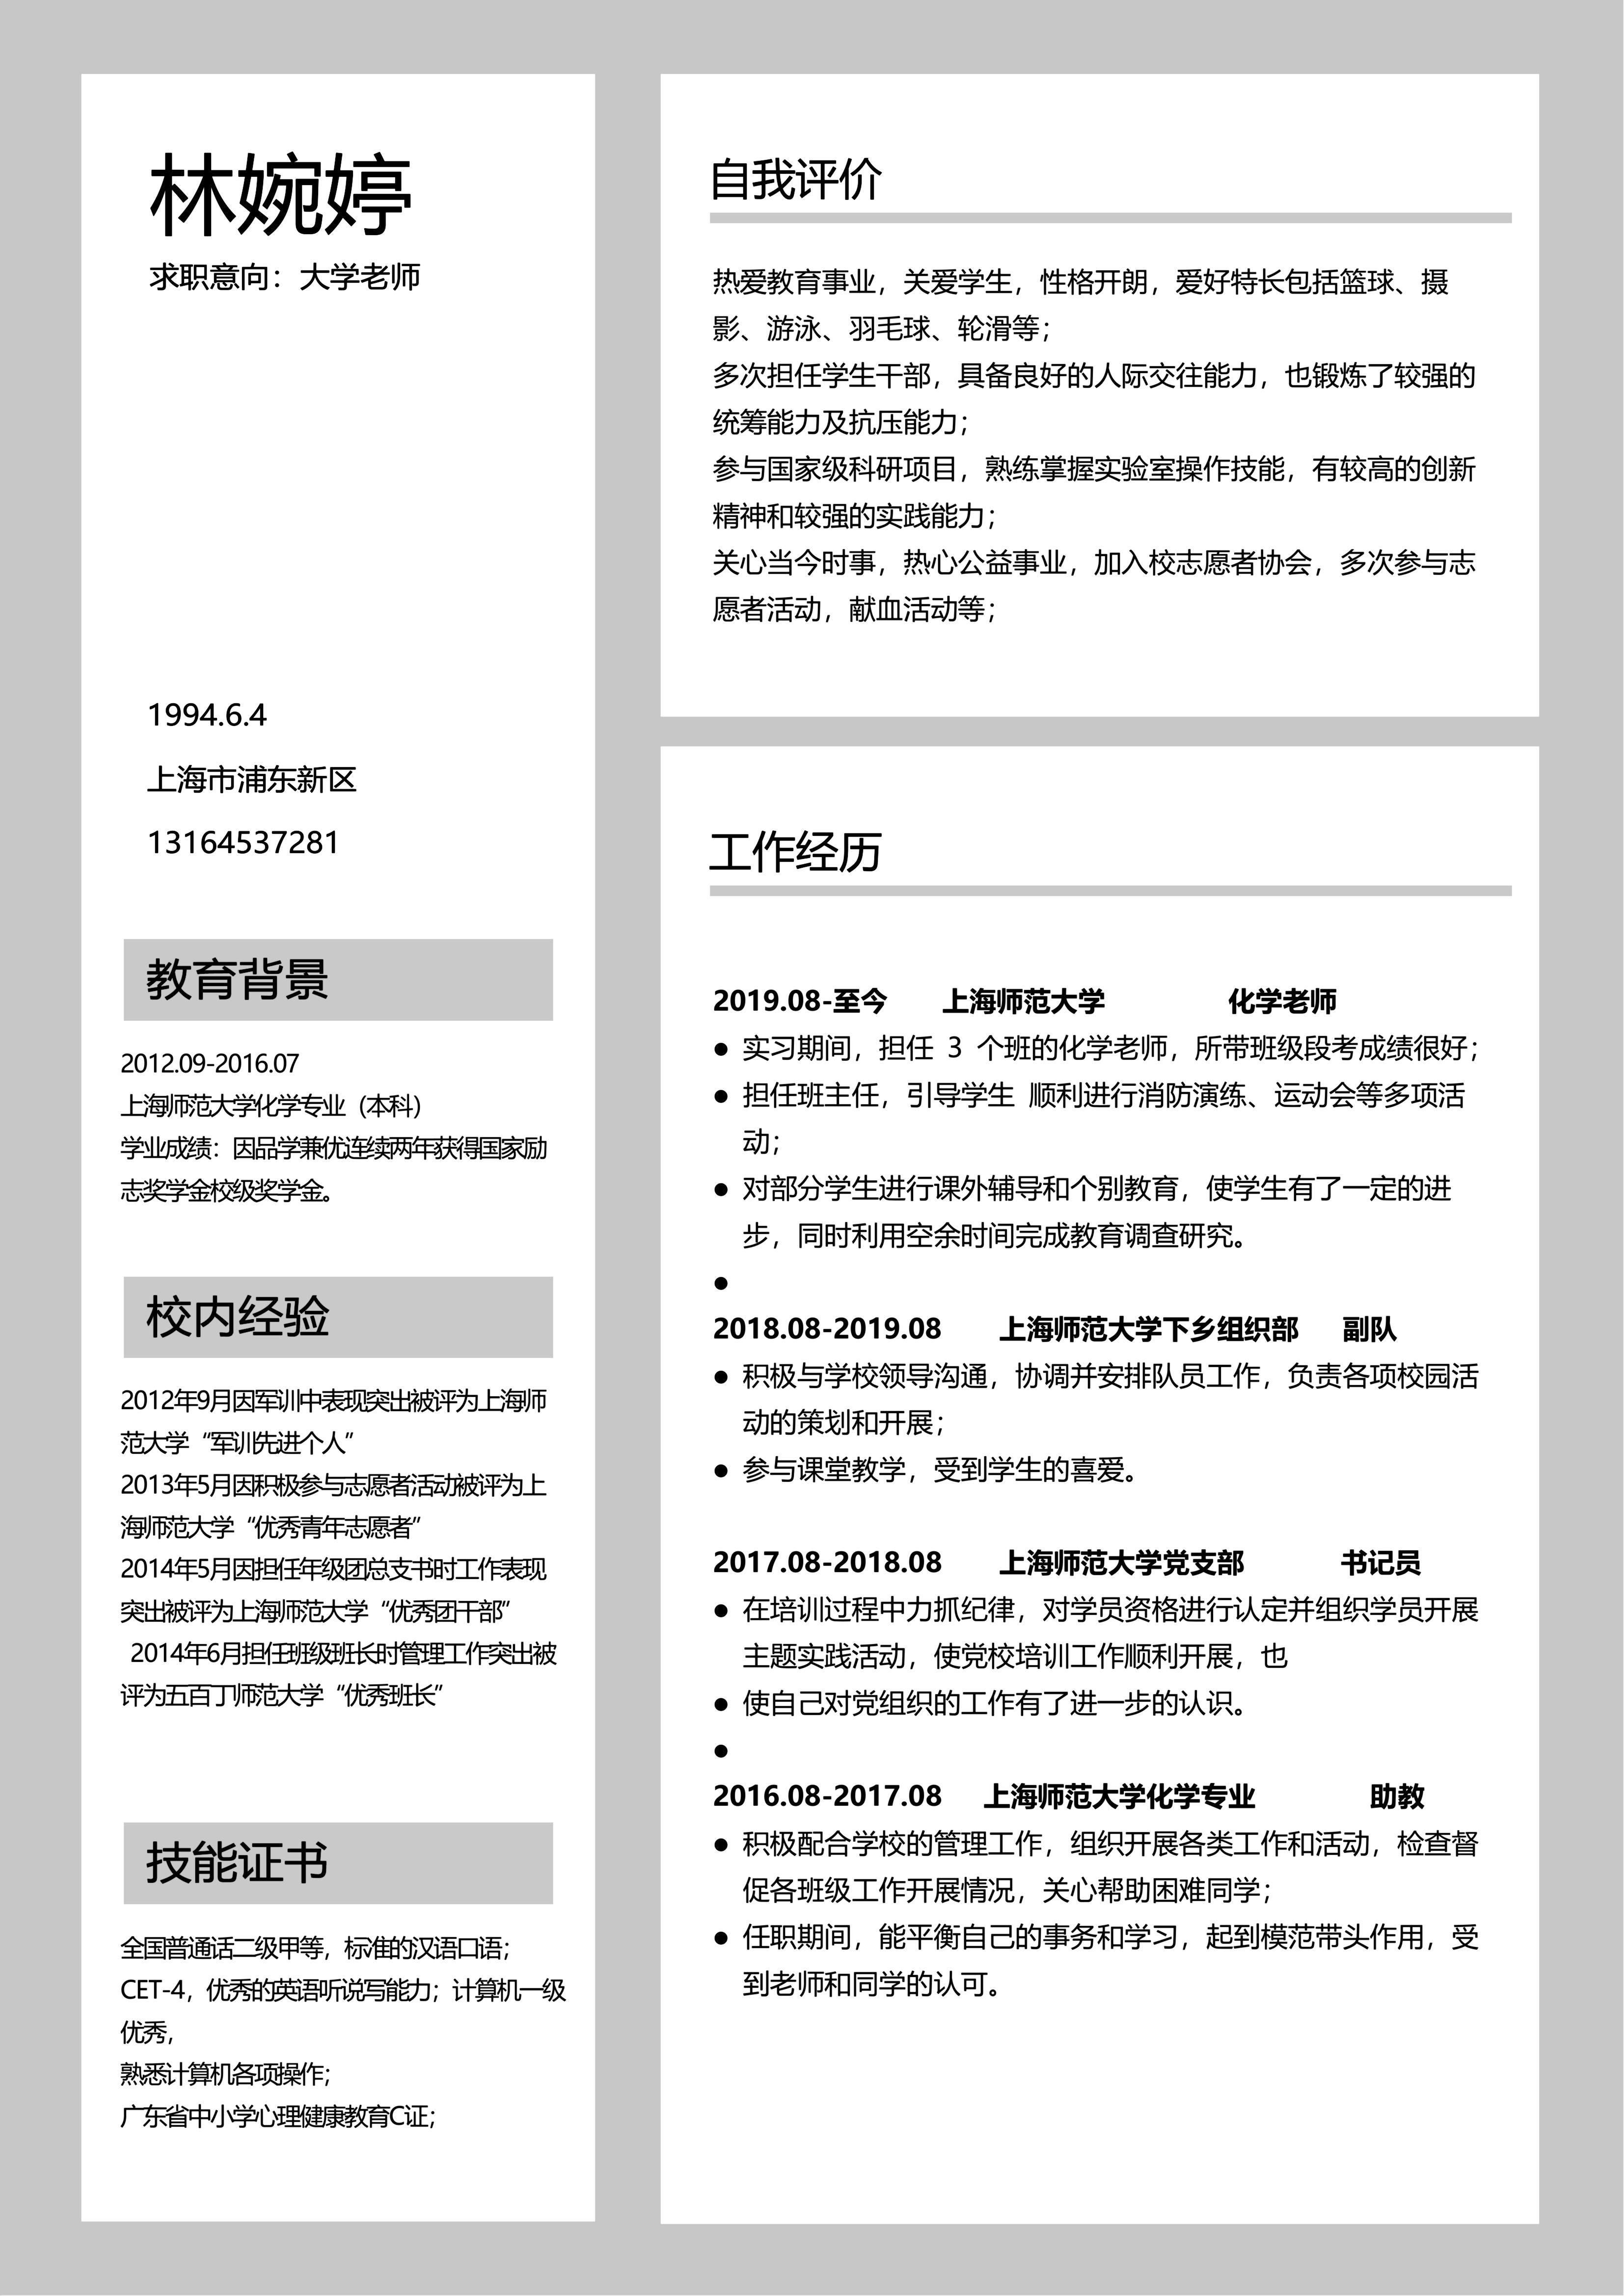 林婉婷
求职意向：大学老师
1994.6.4
上海市浦东新区
13164537281
教育背景
2012.09-2016.07
上海师范大学化学专业（本科）
学业成绩：因品学兼优连续两年获得国家励
志奖学金校级奖学金。
校内经验
2012年9月因军训中表现突出被评为上海师
范大学“军训先进个人”
2013年5月因积极参与志愿者活动被评为上
海师范大学“优秀青年志愿者”
2014年5月因担任年级团总支书时工作表现
突出被评为上海师范大学“优秀团干部”
2014年6月担任班级班长时管理工作突出被
评为五百丁师范大学“优秀班长”
技能证书
全国普通话二级甲等，标准的汉语口语；
CET-4，优秀的英语听说写能力；计算机一级
优秀，
熟悉计算机各项操作；
广东省中小学心理健康教育C证；
自我评价
热爱教育事业，关爱学生，性格开朗，爱好特长包括篮球、摄
影、游泳、羽毛球、轮滑等；
多次担任学生干部，具备良好的人际交往能力，也锻炼了较强的
统筹能力及抗压能力；
参与国家级科研项目，熟练掌握实验室操作技能，有较高的创新
精神和较强的实践能力；
关心当今时事，热心公益事业，加入校志愿者协会，多次参与志
愿者活动，献血活动等；
工作经历
2019.08-至今 上海师范大学 化学老师
● 实习期间，担任 3 个班的化学老师，所带班级段考成绩很好；
● 担任班主任，引导学生 顺利进行消防演练、运动会等多项活
动；
● 对部分学生进行课外辅导和个别教育，使学生有了一定的进
步，同时利用空余时间完成教育调查研究。
●
2018.08-2019.08 上海师范大学下乡组织部 副队
● 积极与学校领导沟通，协调并安排队员工作，负责各项校园活
动的策划和开展；
● 参与课堂教学，受到学生的喜爱。
2017.08-2018.08 上海师范大学党支部 书记员
● 在培训过程中力抓纪律，对学员资格进行认定并组织学员开展
主题实践活动，使党校培训工作顺利开展，也
● 使自己对党组织的工作有了进一步的认识。
●
2016.08-2017.08 上海师范大学化学专业 助教
● 积极配合学校的管理工作，组织开展各类工作和活动，检查督
促各班级工作开展情况，关心帮助困难同学；
● 任职期间，能平衡自己的事务和学习，起到模范带头作用，受
到老师和同学的认可。